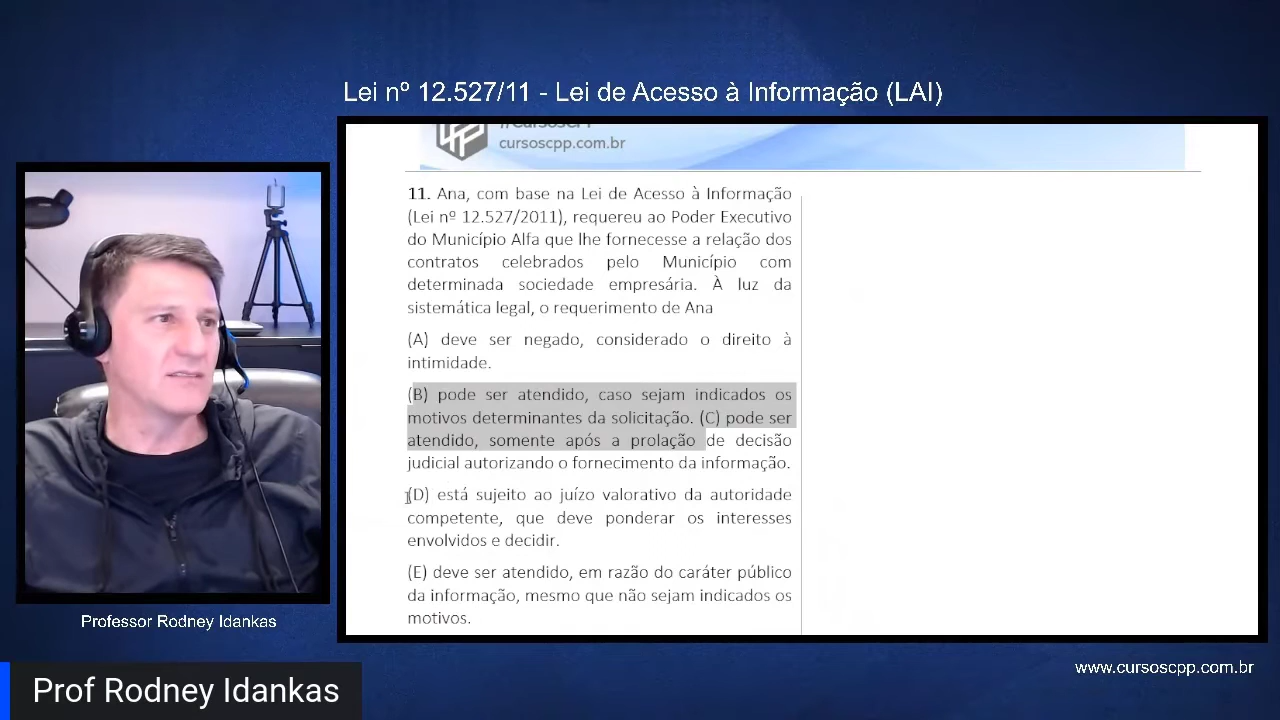 Lei nº 12.527/11 - Lei de Acesso à Informação (LAI)
//CursosCPP
cursoscpp.com.br
11. Ana, com base na Lei de Acesso à Informação
(Lei nº 12.527/2011), requereu ao Poder Executivo
do Município Alfa que lhe fornecesse a relação dos
contratos celebrados pelo Município com
determinada sociedade empresária. À luz da
sistemática legal, o requerimento de Ana
(A) deve ser negado, considerado o direito à
intimidade.
(B) pode ser atendido, caso sejam indicados os
motivos determinantes da solicitação. (C) pode ser
atendido, somente após a prolação de decisão
judicial autorizando o fornecimento da informação.
(D) está sujeito ao juízo valorativo da autoridade
competente, que deve ponderar os interesses
envolvidos e decidir.
(E) deve ser atendido, em razão do caráter público
da informação, mesmo que não sejam indicados os
motivos.
Professor Rodney Idankas
www.cursoscpp.com.br
Prof Rodney Idankas